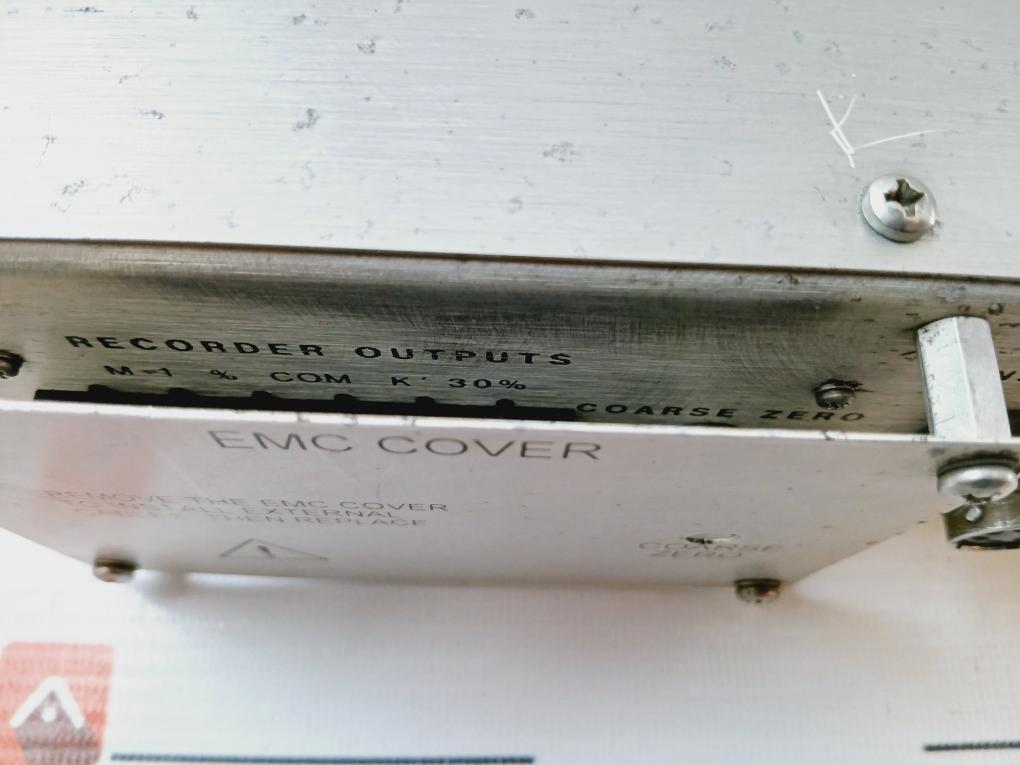 RECORDER OUTPUTS
M-1 % COM K' 30%
COARSE ZERO
EMC COVER
REMOVE THE EMC COVER
TO INSTALL EXTERNAL
THEN REPLACE
COARSE
ZERO